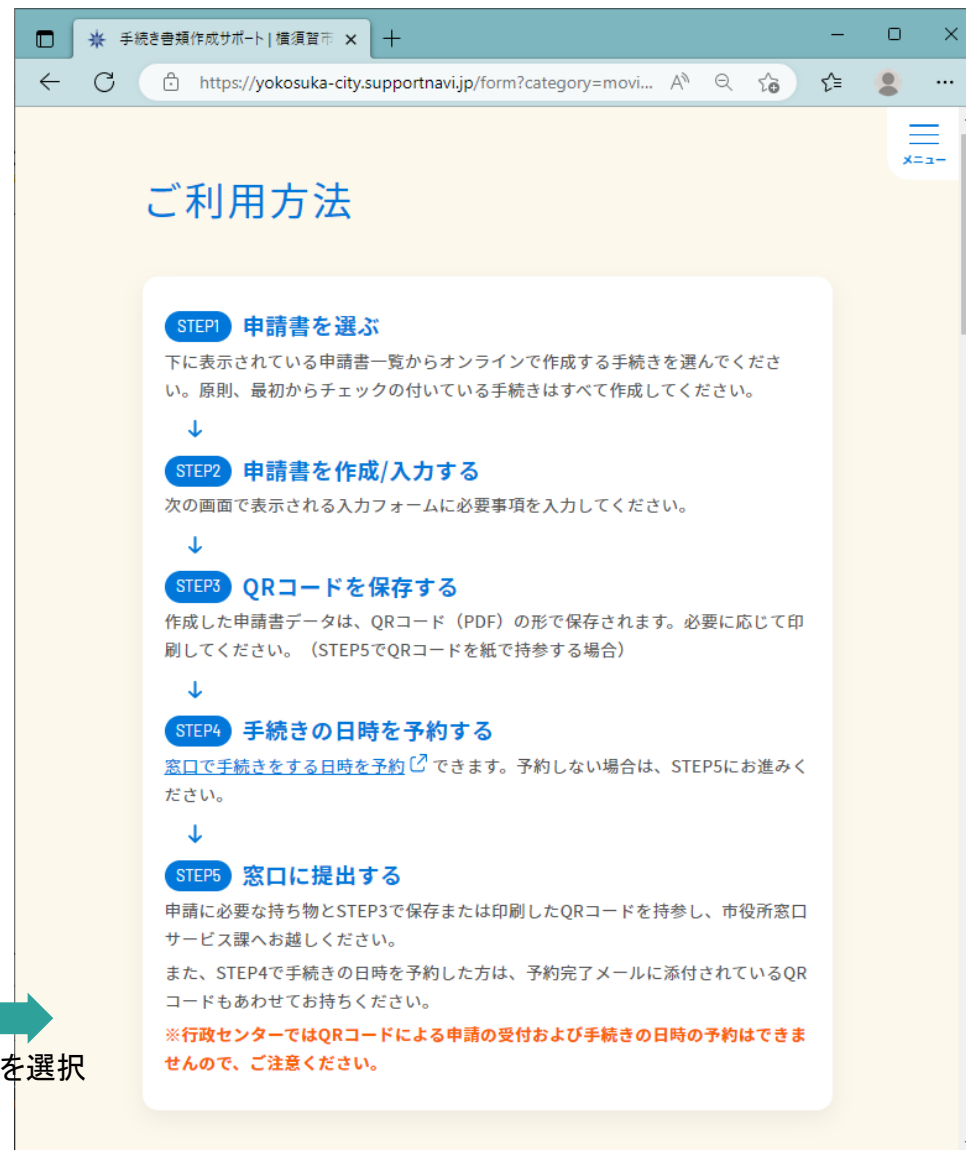 手続き書類作成サポート | 横須賀市
https://yokosuka-city.supportnavi.jp/form?category=movi...
メニュー
ご利用方法
STEP1 申請書を選ぶ
下に表示されている申請書一覧からオンラインで作成する手続きを選んでくださ
い。原則、最初からチェックの付いている手続きはすべて作成してください。
↓
STEP2 申請書を作成/入力する
次の画面で表示される入力フォームに必要事項を入力してください。
↓
STEP3 QRコードを保存する
作成した申請書データは、QRコード（PDF）の形で保存されます。必要に応じて印
刷してください。（STEP5でQRコードを紙で持参する場合）
↓
STEP4 手続きの日時を予約する
窓口で手続きをする日時を予約 できます。予約しない場合は、STEP5にお進みく
ださい。
↓
STEP5 窓口に提出する
申請に必要な持ち物とSTEP3で保存または印刷したQRコードを持参し、市役所窓口
サービス課へお越しください。
また、STEP4で手続きの日時を予約した方は、予約完了メールに添付されているQR
コードもあわせてお持ちください。
※行政センターではQRコードによる申請の受付および手続きの日時の予約はできま
せんので、ご注意ください。
を選択